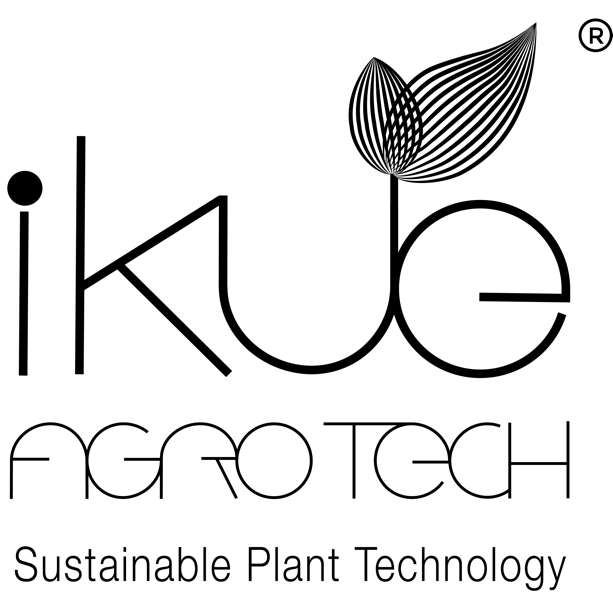 ®
ikue
AGRO TECH
Sustainable Plant Technology